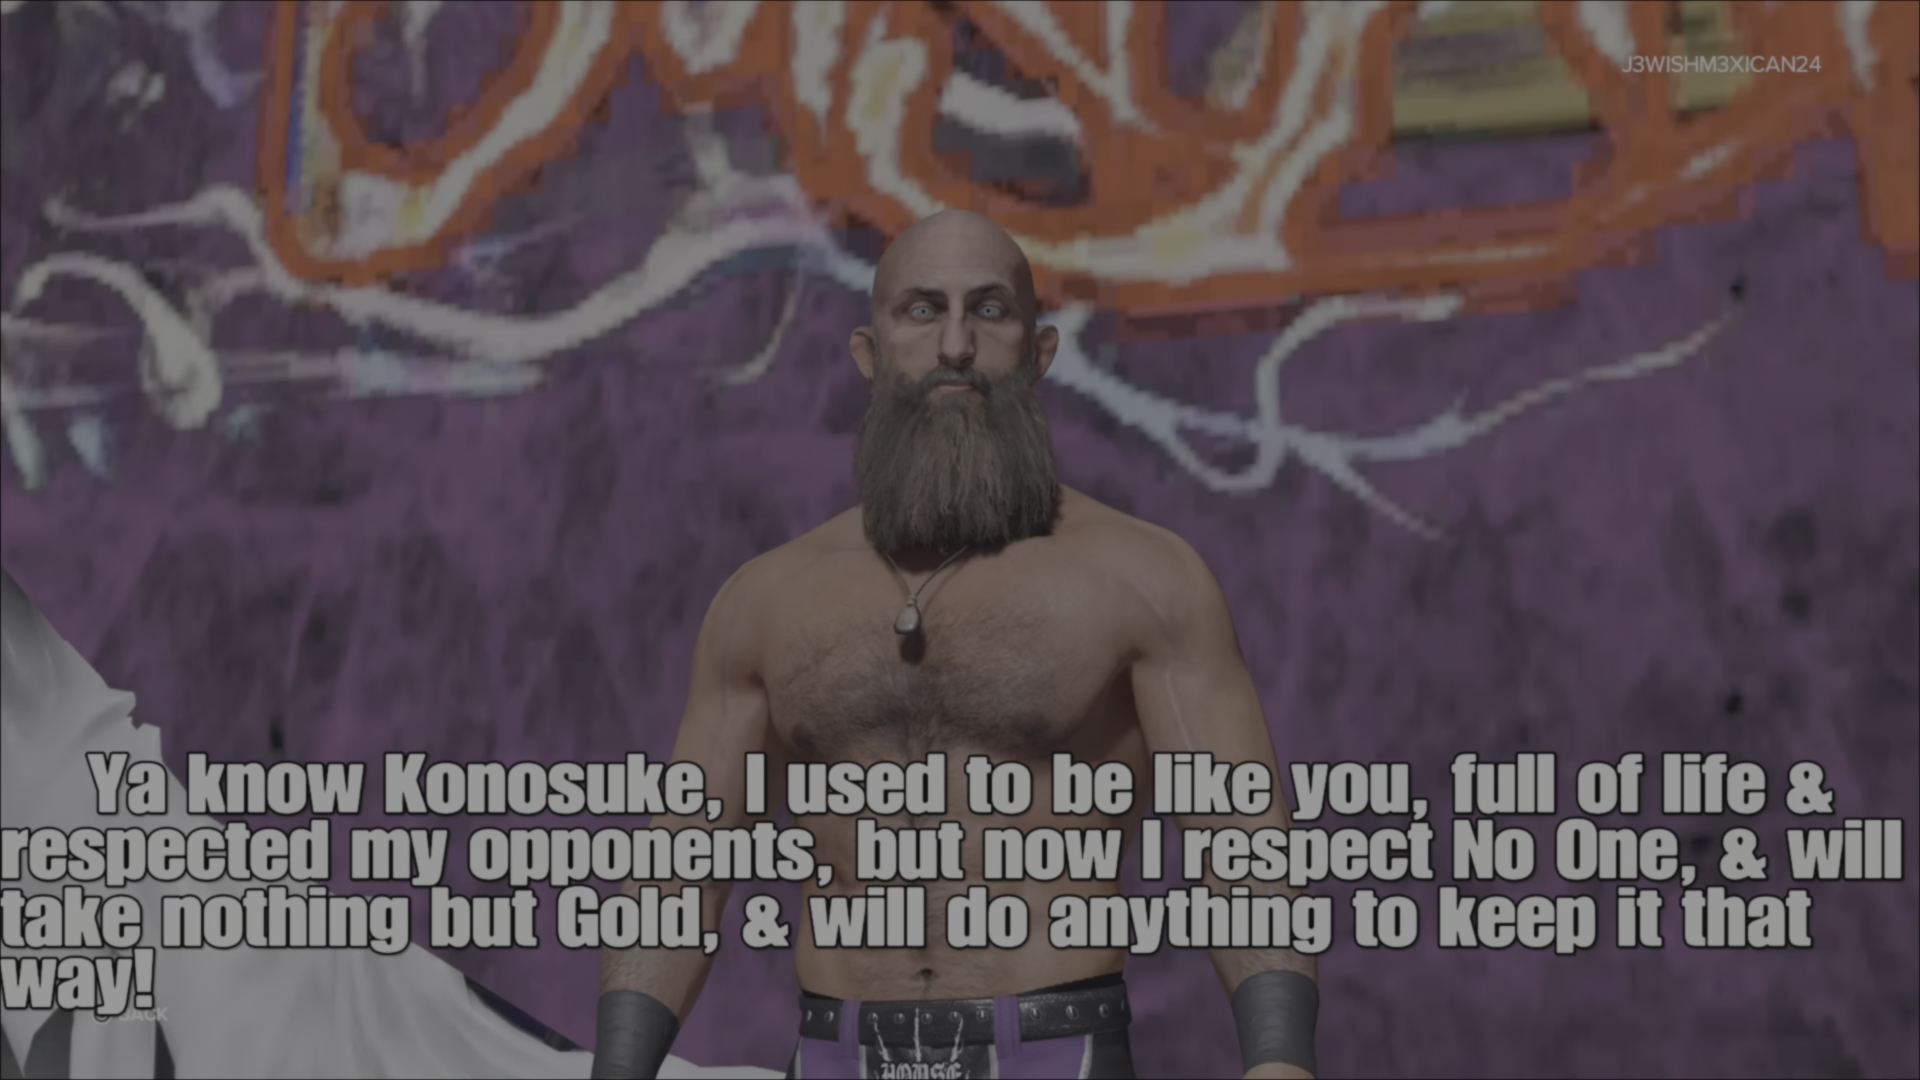 J3WISHM3XICAN24
Ya know Konosuke, I used to be like you, full of life &
respected my opponents, but now I respect No One, & will
take nothing but Gold, & will do anything to keep it that
way!
BACK